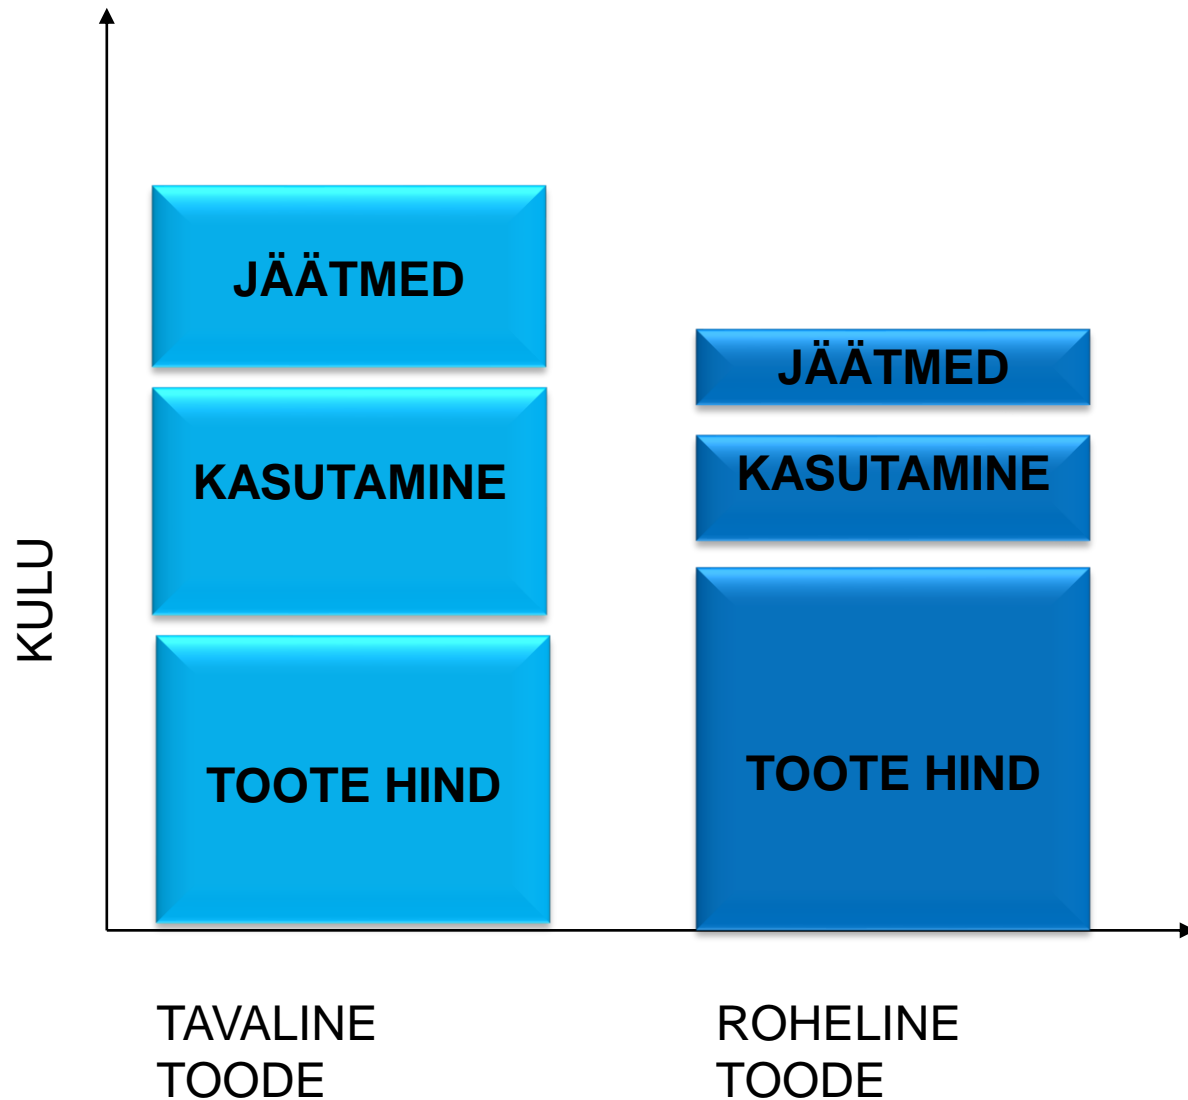 KULU
JÄÄTMED
KASUTAMINE
TOOTE HIND
JÄÄTMED
KASUTAMINE
TOOTE HIND
TAVALINE
TOODE
ROHELINE
TOODE